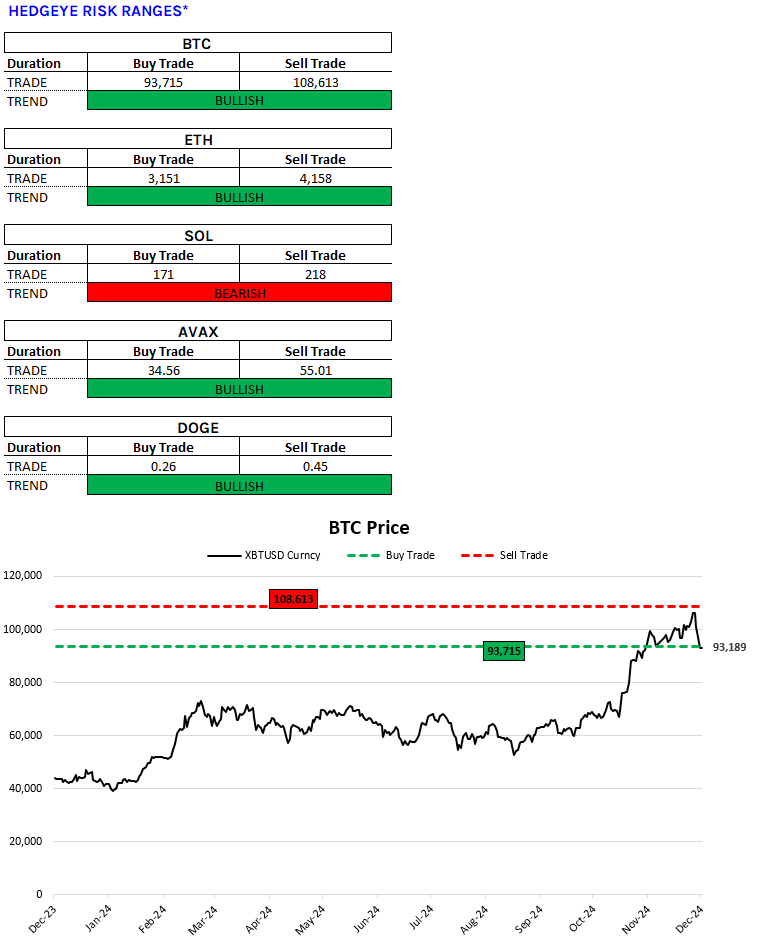 HEDGEYE RISK RANGES*
BTC
Duration Buy Trade Sell Trade
TRADE 93,715 108,613
TREND BULLISH
ETH
Duration Buy Trade Sell Trade
TRADE 3,151 4,158
TREND BULLISH
SOL
Duration Buy Trade Sell Trade
TRADE 171 218
TREND BEARISH
AVAX
Duration Buy Trade Sell Trade
TRADE 34.56 55.01
TREND BULLISH
DOGE
Duration Buy Trade Sell Trade
TRADE 0.26 0.45
TREND BULLISH
BTC Price
XBTUSD Curncy Buy Trade Sell Trade
120,000
108,613
100,000
93,715
93,189
80,000
60,000
40,000
20,000
0
Dec-23 Jan-24 Feb-24 Mar-24 Apr-24 May-24 Jun-24 Jul-24 Aug-24 Sep-24 Oct-24 Nov-24 Dec-24